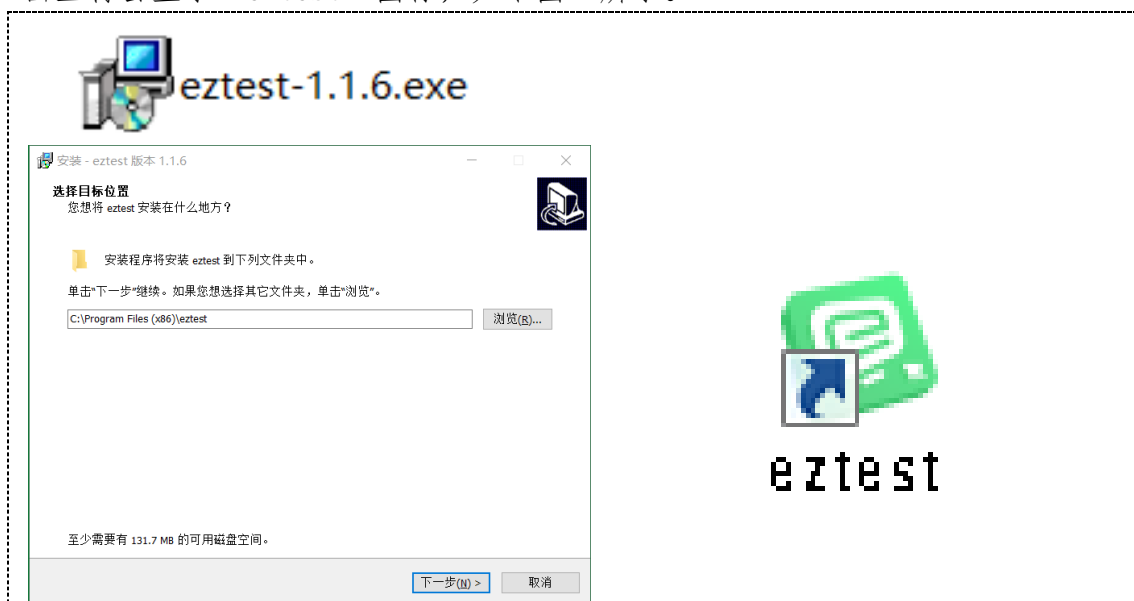 eztest-1.1.6.exe
安装 - eztest 版本 1.1.6
选择目标位置
您想将 eztest 安装在什么地方？
安装程序将安装 eztest 到下列文件夹中。
单击“下一步”继续。如果您想选择其它文件夹，单击“浏览”。
C:\Program Files (x86)\eztest
浏览(R)...
eztest
至少需要有 131.7 MB 的可用磁盘空间。
下一步(N) >
取消